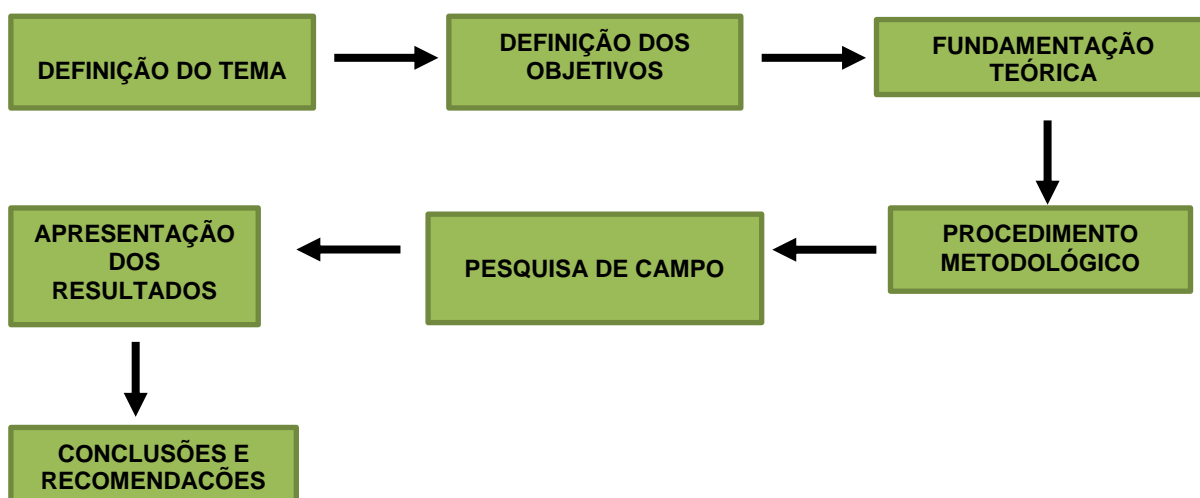 DEFINIÇÃO DO TEMA
DEFINIÇÃO DOS
OBJETIVOS
FUNDAMENTAÇÃO
TEÓRICA
PROCEDIMENTO
METODOLÓGICO
PESQUISA DE CAMPO
APRESENTAÇÃO
DOS
RESULTADOS
CONCLUSÕES E
RECOMENDAÇÕES